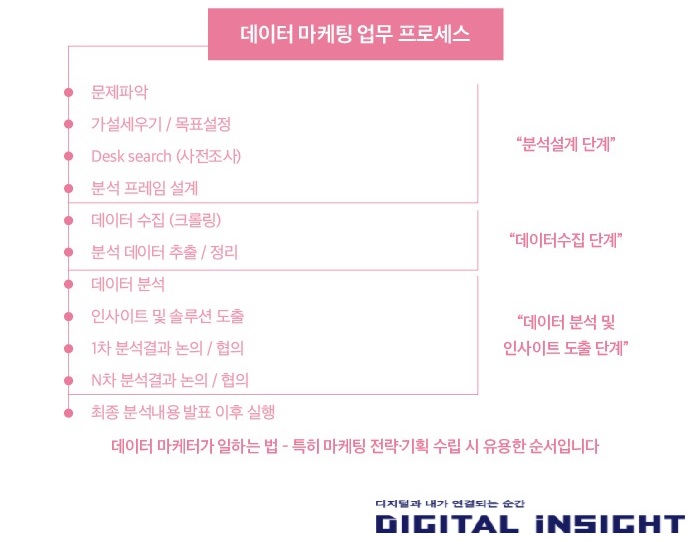 데이터 마케팅 업무 프로세스
문제파악
가설세우기 / 목표설정
Desk search (사전조사)
분석 프레임 설계
“분석설계 단계”
데이터 수집 (크롤링)
분석 데이터 추출 / 정리
“데이터수집 단계”
데이터 분석
인사이트 및 솔루션 도출
1차 분석결과 논의 / 협의
N차 분석결과 논의 / 협의
“데이터 분석 및
인사이트 도출 단계”
최종 분석내용 발표 이후 실행
데이터 마케터가 일하는 법 - 특히 마케팅 전략·기획 수립 시 유용한 순서입니다
디지털과 내가 연결되는 순간
DIGITAL iNSIGHT